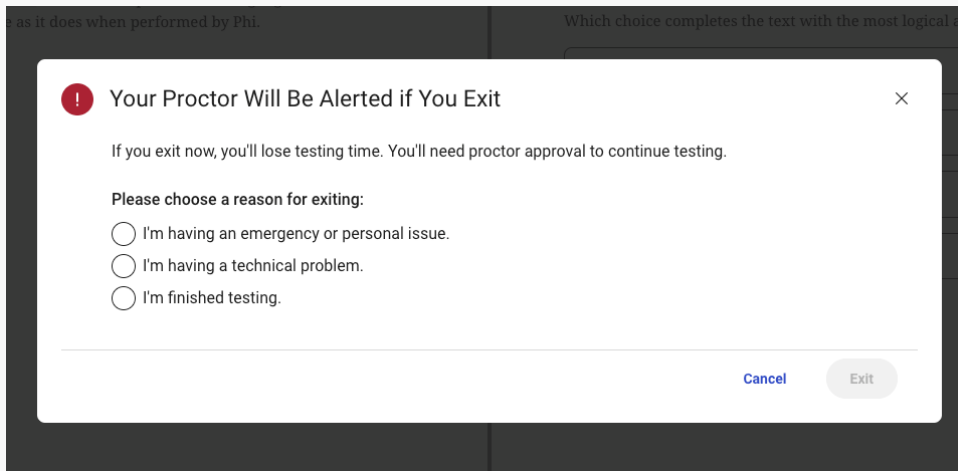 e as it does when performed by Phi.
Which choice completes the text with the most logical
! Your Proctor Will Be Alerted if You Exit
If you exit now, you'll lose testing time. You'll need proctor approval to continue testing.
Please choose a reason for exiting:
I'm having an emergency or personal issue.
I'm having a technical problem.
I'm finished testing.
Cancel
Exit